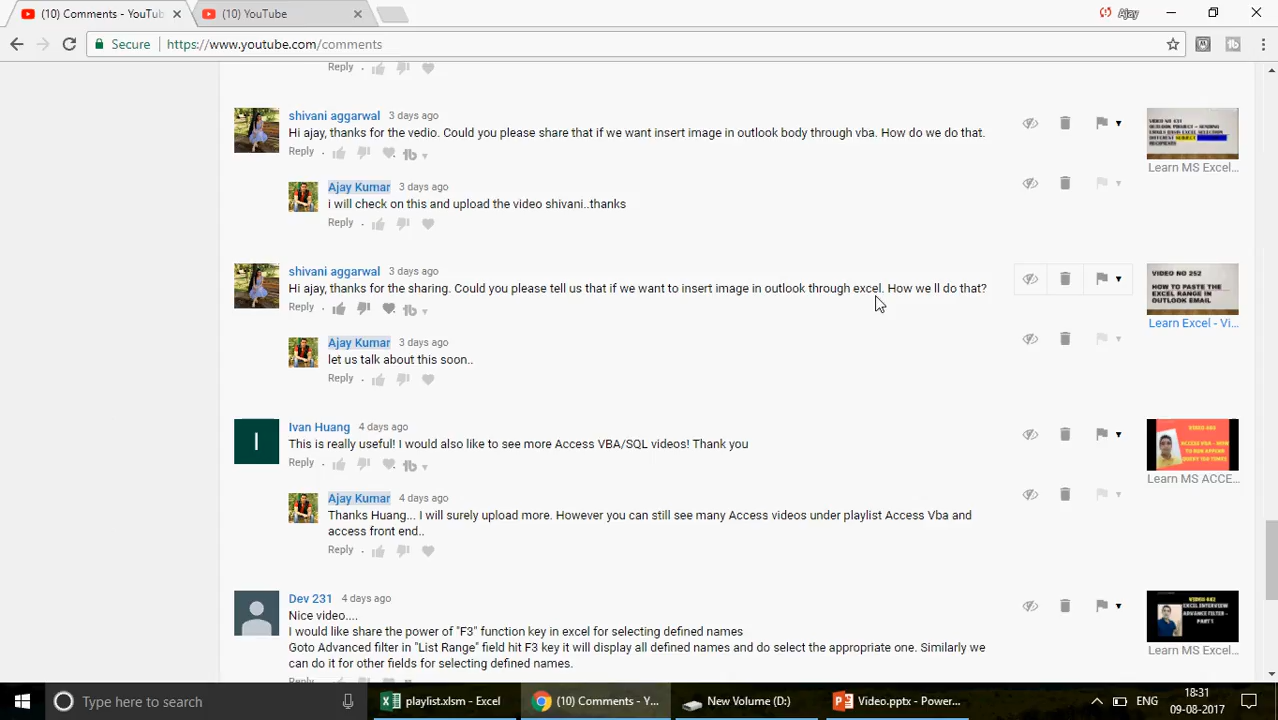 (10) Comments - YouTub
(10) YouTube
Ajay
Secure
https://www.youtube.com/comments
Reply
shivani aggarwal 3 days ago
Hi ajay, thanks for the vedio. Could you please share that if we want insert image in outlook body through vba. How do we do that.
Reply
Learn MS Excel...
Ajay Kumar 3 days ago
i will check on this and upload the video shivani..thanks
Reply
shivani aggarwal 3 days ago
Hi ajay, thanks for the sharing. Could you please tell us that if we want to insert image in outlook through excel. How we ll do that?
Reply
VIDEO NO 252
HOW TO PASTE THE
EXCEL RANGE IN
OUTLOOK EMAIL
Learn Excel - Vi...
Ajay Kumar 3 days ago
let us talk about this soon..
Reply
Ivan Huang 4 days ago
This is really useful! I would also like to see more Access VBA/SQL videos! Thank you
Reply
Learn MS ACCE...
Ajay Kumar 4 days ago
Thanks Huang... I will surely upload more. However you can still see many Access videos under playlist Access Vba and
access front end..
Reply
Dev 231 4 days ago
Nice video....
I would like share the power of "F3" function key in excel for selecting defined names
Goto Advanced filter in "List Range" field hit F3 key it will display all defined names and do select the appropriate one. Similarly we
can do it for other fields for selecting defined names.
Reply
EXCEL INTERVIEW
ADVANCE FILTER -
PART 1
Learn MS Excel...
Type here to search
playlist.xlsm - Excel
(10) Comments - Y...
New Volume (D:)
Video.pptx - Power...
ENG
18:31
09-08-2017